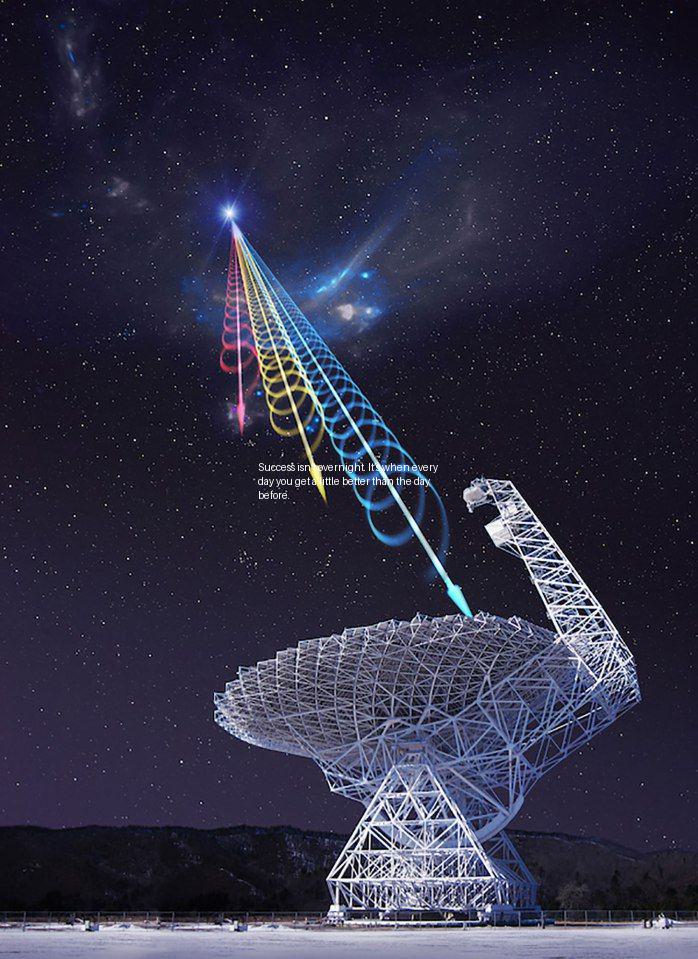 Success isn't overnight. It's when every
day you get a little better than the day
before.